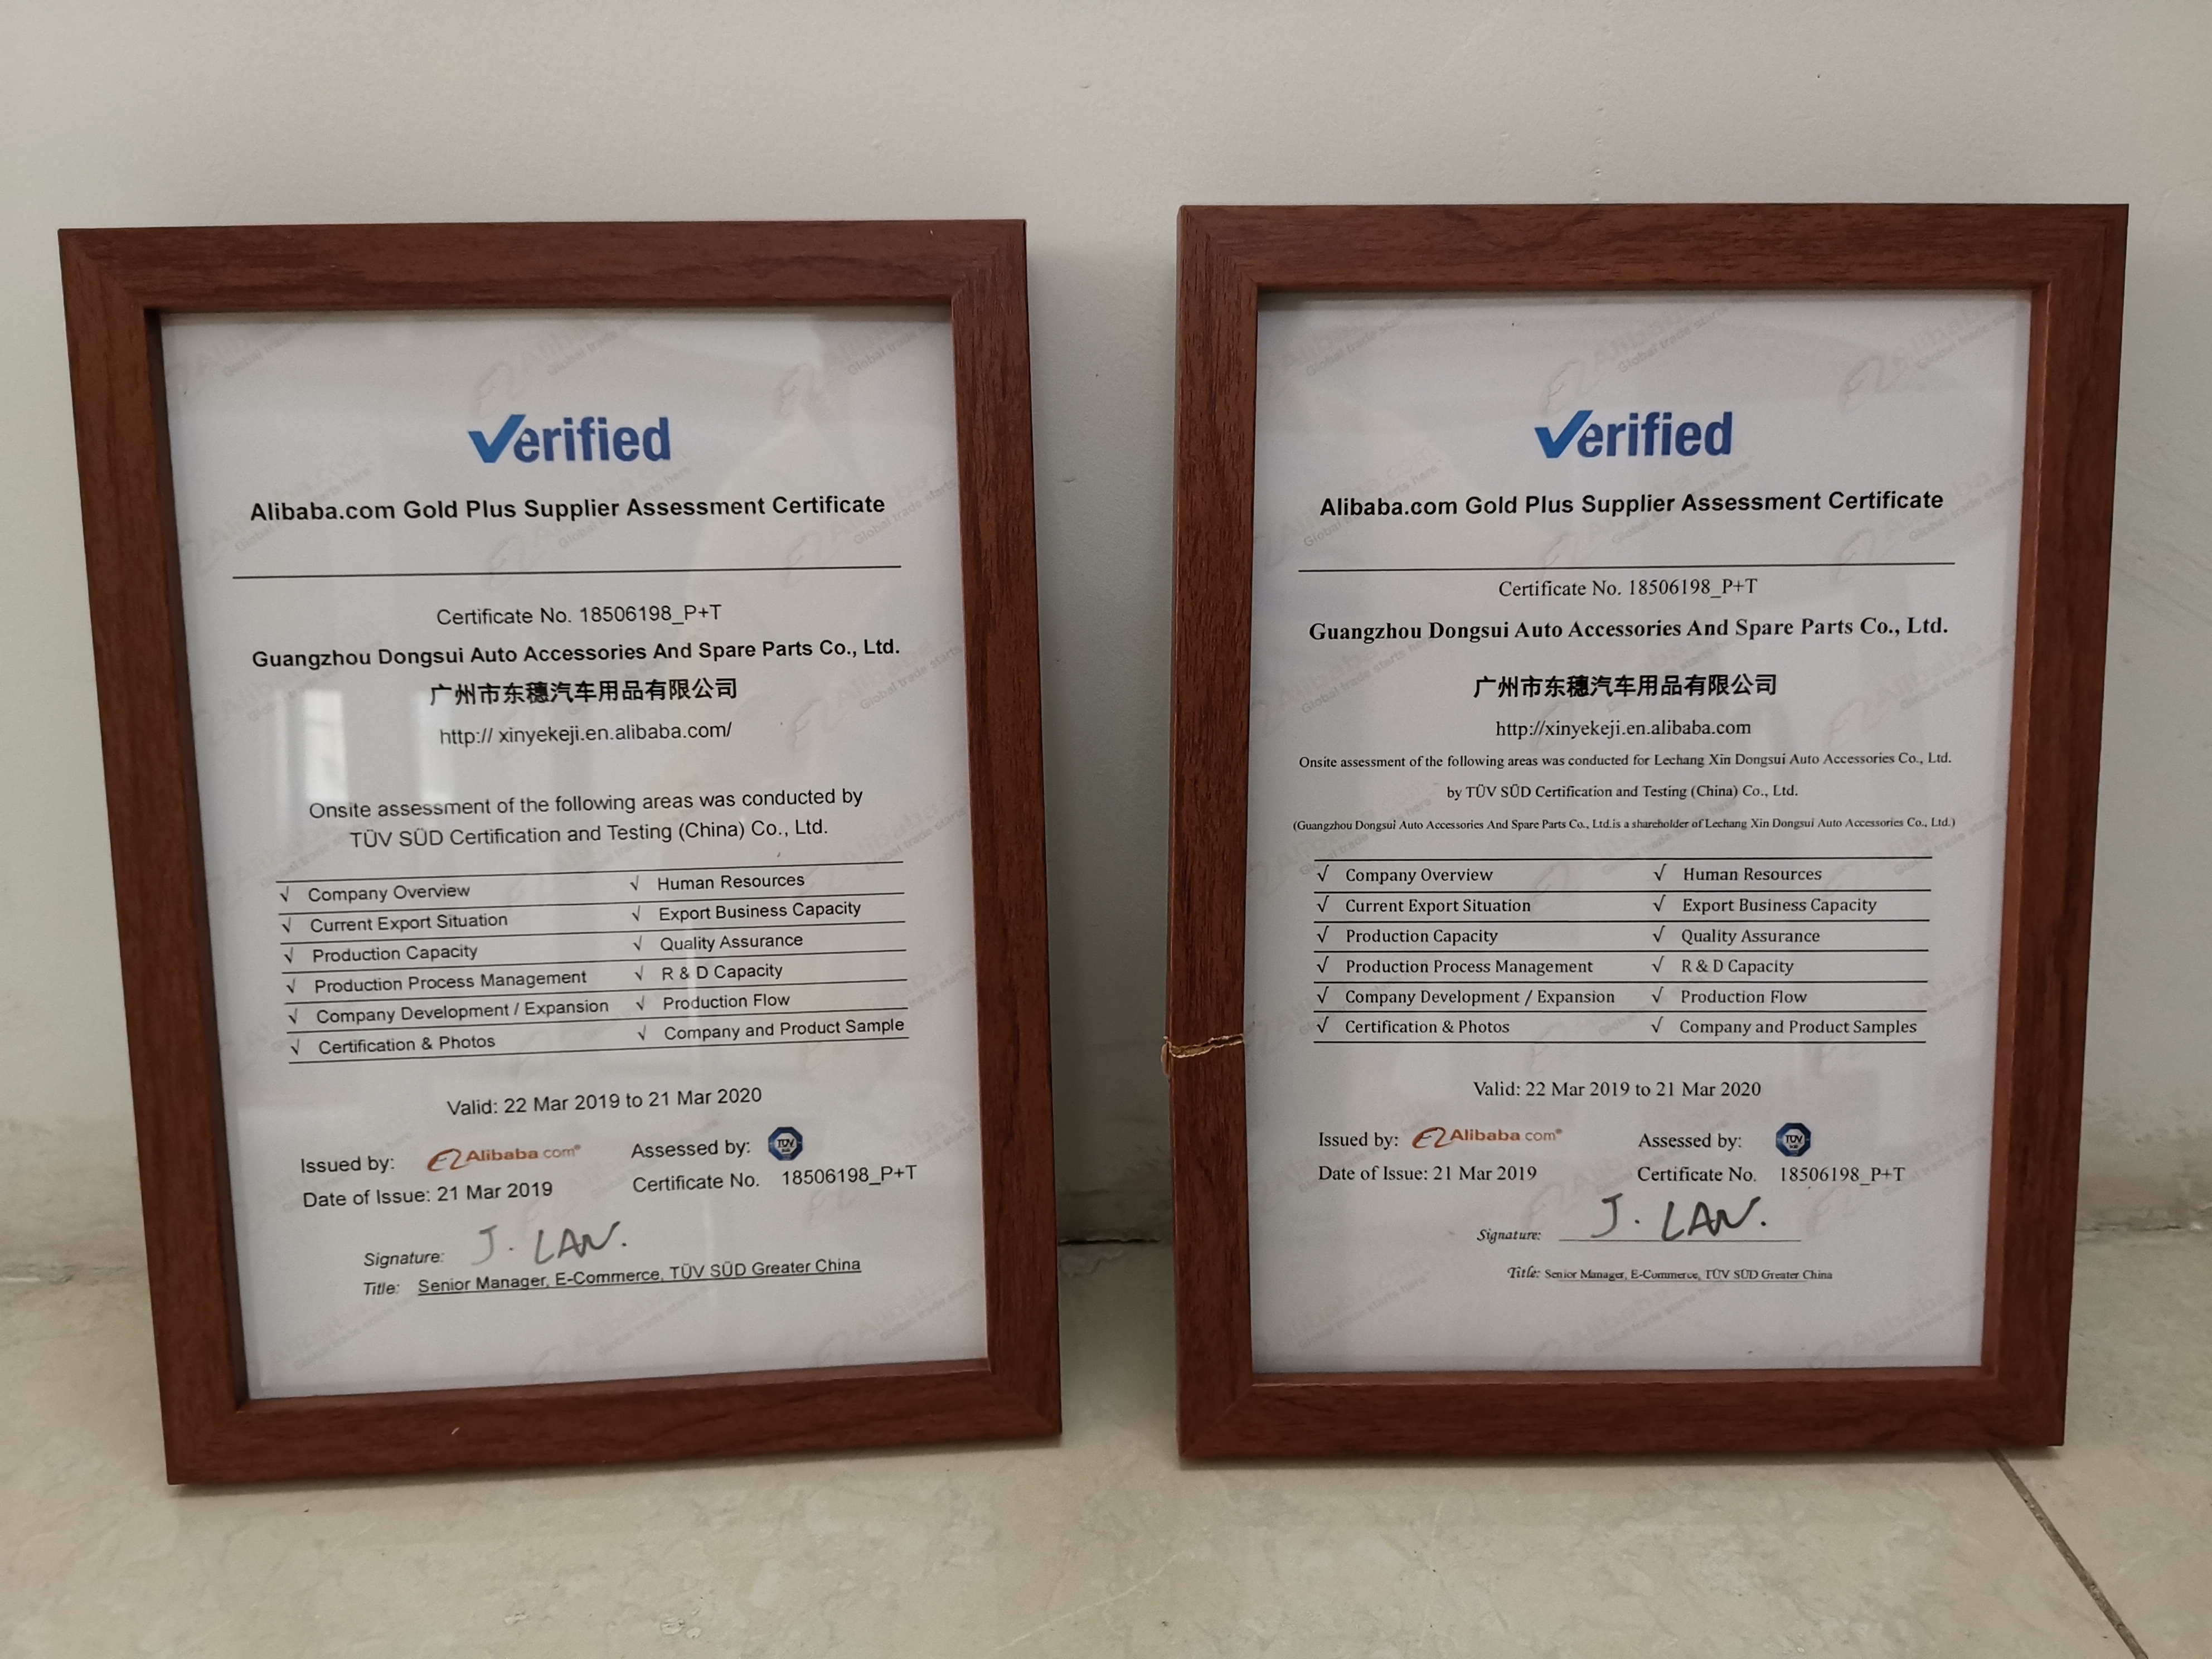 Verified
Alibaba.com Gold Plus Supplier Assessment Certificate
Certificate No. 18506198_P+T
Guangzhou Dongsui Auto Accessories And Spare Parts Co., Ltd.
广州市东穗汽车用品有限公司
http:// xinyekeji.en.alibaba.com/
Onsite assessment of the following areas was conducted by
TÜV SÜD Certification and Testing (China) Co., Ltd.
√ Company Overview √ Human Resources
√ Current Export Situation √ Export Business Capacity
√ Production Capacity √ Quality Assurance
√ Production Process Management √ R & D Capacity
√ Company Development / Expansion √ Production Flow
√ Certification & Photos √ Company and Product Sample
Valid: 22 Mar 2019 to 21 Mar 2020
Issued by: Alibaba.com® Assessed by: TÜV
Date of Issue: 21 Mar 2019 Certificate No. 18506198_P+T
Signature: J. LAN.
Title: Senior Manager, E-Commerce, TÜV SÜD Greater China
Verified
Alibaba.com Gold Plus Supplier Assessment Certificate
Certificate No. 18506198_P+T
Guangzhou Dongsui Auto Accessories And Spare Parts Co., Ltd.
广州市东穗汽车用品有限公司
http://xinyekeji.en.alibaba.com
Onsite assessment of the following areas was conducted for Lechang Xin Dongsui Auto Accessories Co., Ltd.
by TÜV SÜD Certification and Testing (China) Co., Ltd.
(Guangzhou Dongsui Auto Accessories And Spare Parts Co., Ltd.is a shareholder of Lechang Xin Dongsui Auto Accessories Co., Ltd.)
√ Company Overview √ Human Resources
√ Current Export Situation √ Export Business Capacity
√ Production Capacity √ Quality Assurance
√ Production Process Management √ R & D Capacity
√ Company Development / Expansion √ Production Flow
√ Certification & Photos √ Company and Product Samples
Valid: 22 Mar 2019 to 21 Mar 2020
Issued by: Alibaba.com® Assessed by: TÜV
Date of Issue: 21 Mar 2019 Certificate No. 18506198_P+T
Signature: J. LAN.
Title: Senior Manager, E-Commerce, TÜV SÜD Greater China